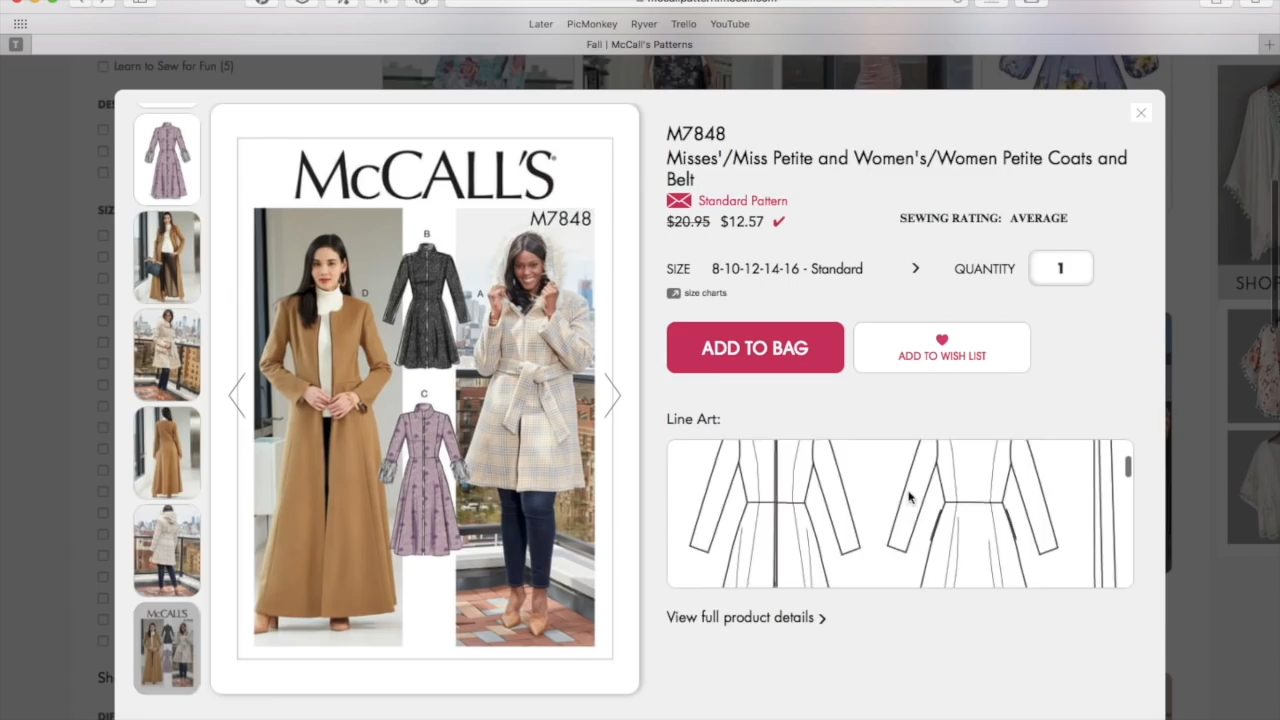 Later PicMonkey Ryver Trello YouTube
T
Fall | McCall's Patterns
Learn to Sew for Fun (5)
M7848
Misses'/Miss Petite and Women's/Women Petite Coats and
Belt
Standard Pattern
$20.95 $12.57
SEWING RATING: AVERAGE
SIZE 8-10-12-14-16 - Standard
QUANTITY 1
size charts
ADD TO BAG
ADD TO WISH LIST
Line Art:
View full product details
McCALL'S
M7848
B
D
A
C
McCALL'S